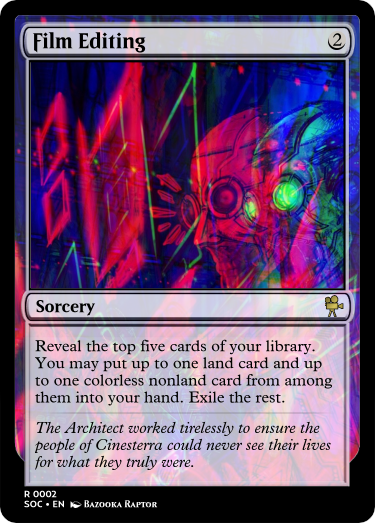 Film Editing 2
Sorcery
Reveal the top five cards of your library.
You may put up to one land card and up
to one colorless nonland card from among
them into your hand. Exile the rest.
The Architect worked tirelessly to ensure the
people of Cinesterra could never see their lives
for what they truly were.
R 0002
SOC • EN Bazooka Raptor